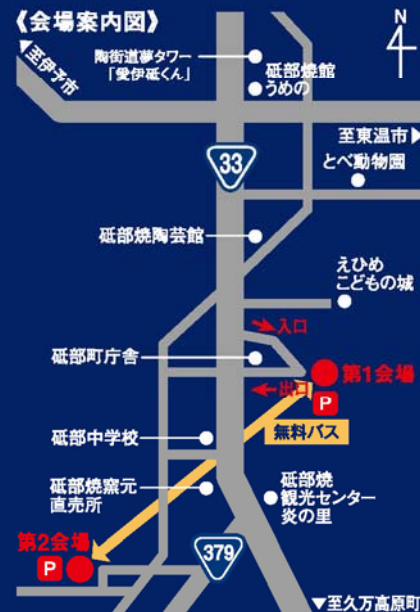 《会場案内図》
N
◀至伊予市
陶街道夢タワー
「愛伊砥くん」
砥部焼館
うめの
至東温市▶
33
とべ動物園
砥部焼陶芸館
えひめ
こどもの城
入口
砥部町庁舎
第1会場
出口
P
無料バス
砥部中学校
砥部焼窯元
直売所
砥部焼
観光センター
炎の里
第2会場
P
379
▼至久万高原町